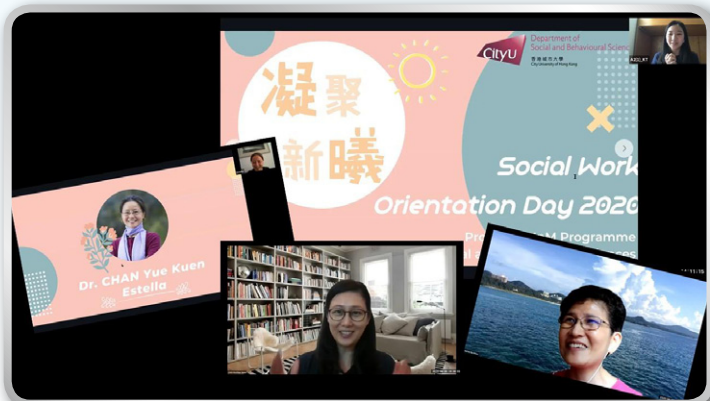 CityU
Department of
Social and Behavioural Scienc
香港城市大學
City University of Hong Kong
凝聚
新曦
Social Work
Orientation Day 2020
Programme
Dr. CHAN Yue Kuen
Estella